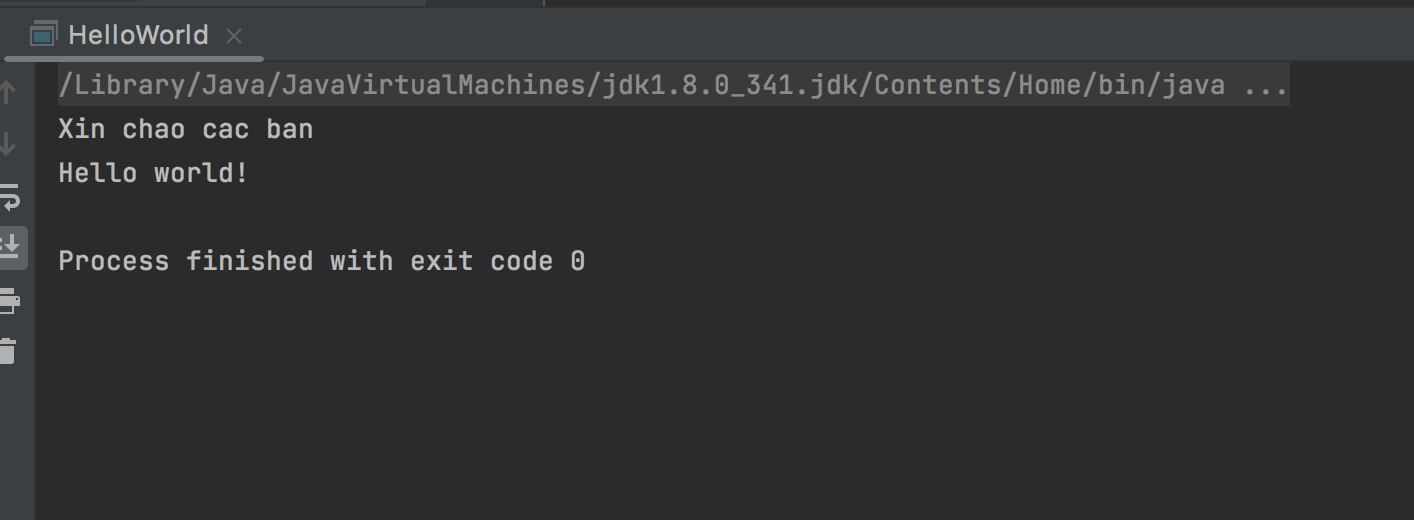 HelloWorld
/Library/Java/JavaVirtualMachines/jdk1.8.0_341.jdk/Contents/Home/bin/java ...
Xin chao cac ban
Hello world!
Process finished with exit code 0